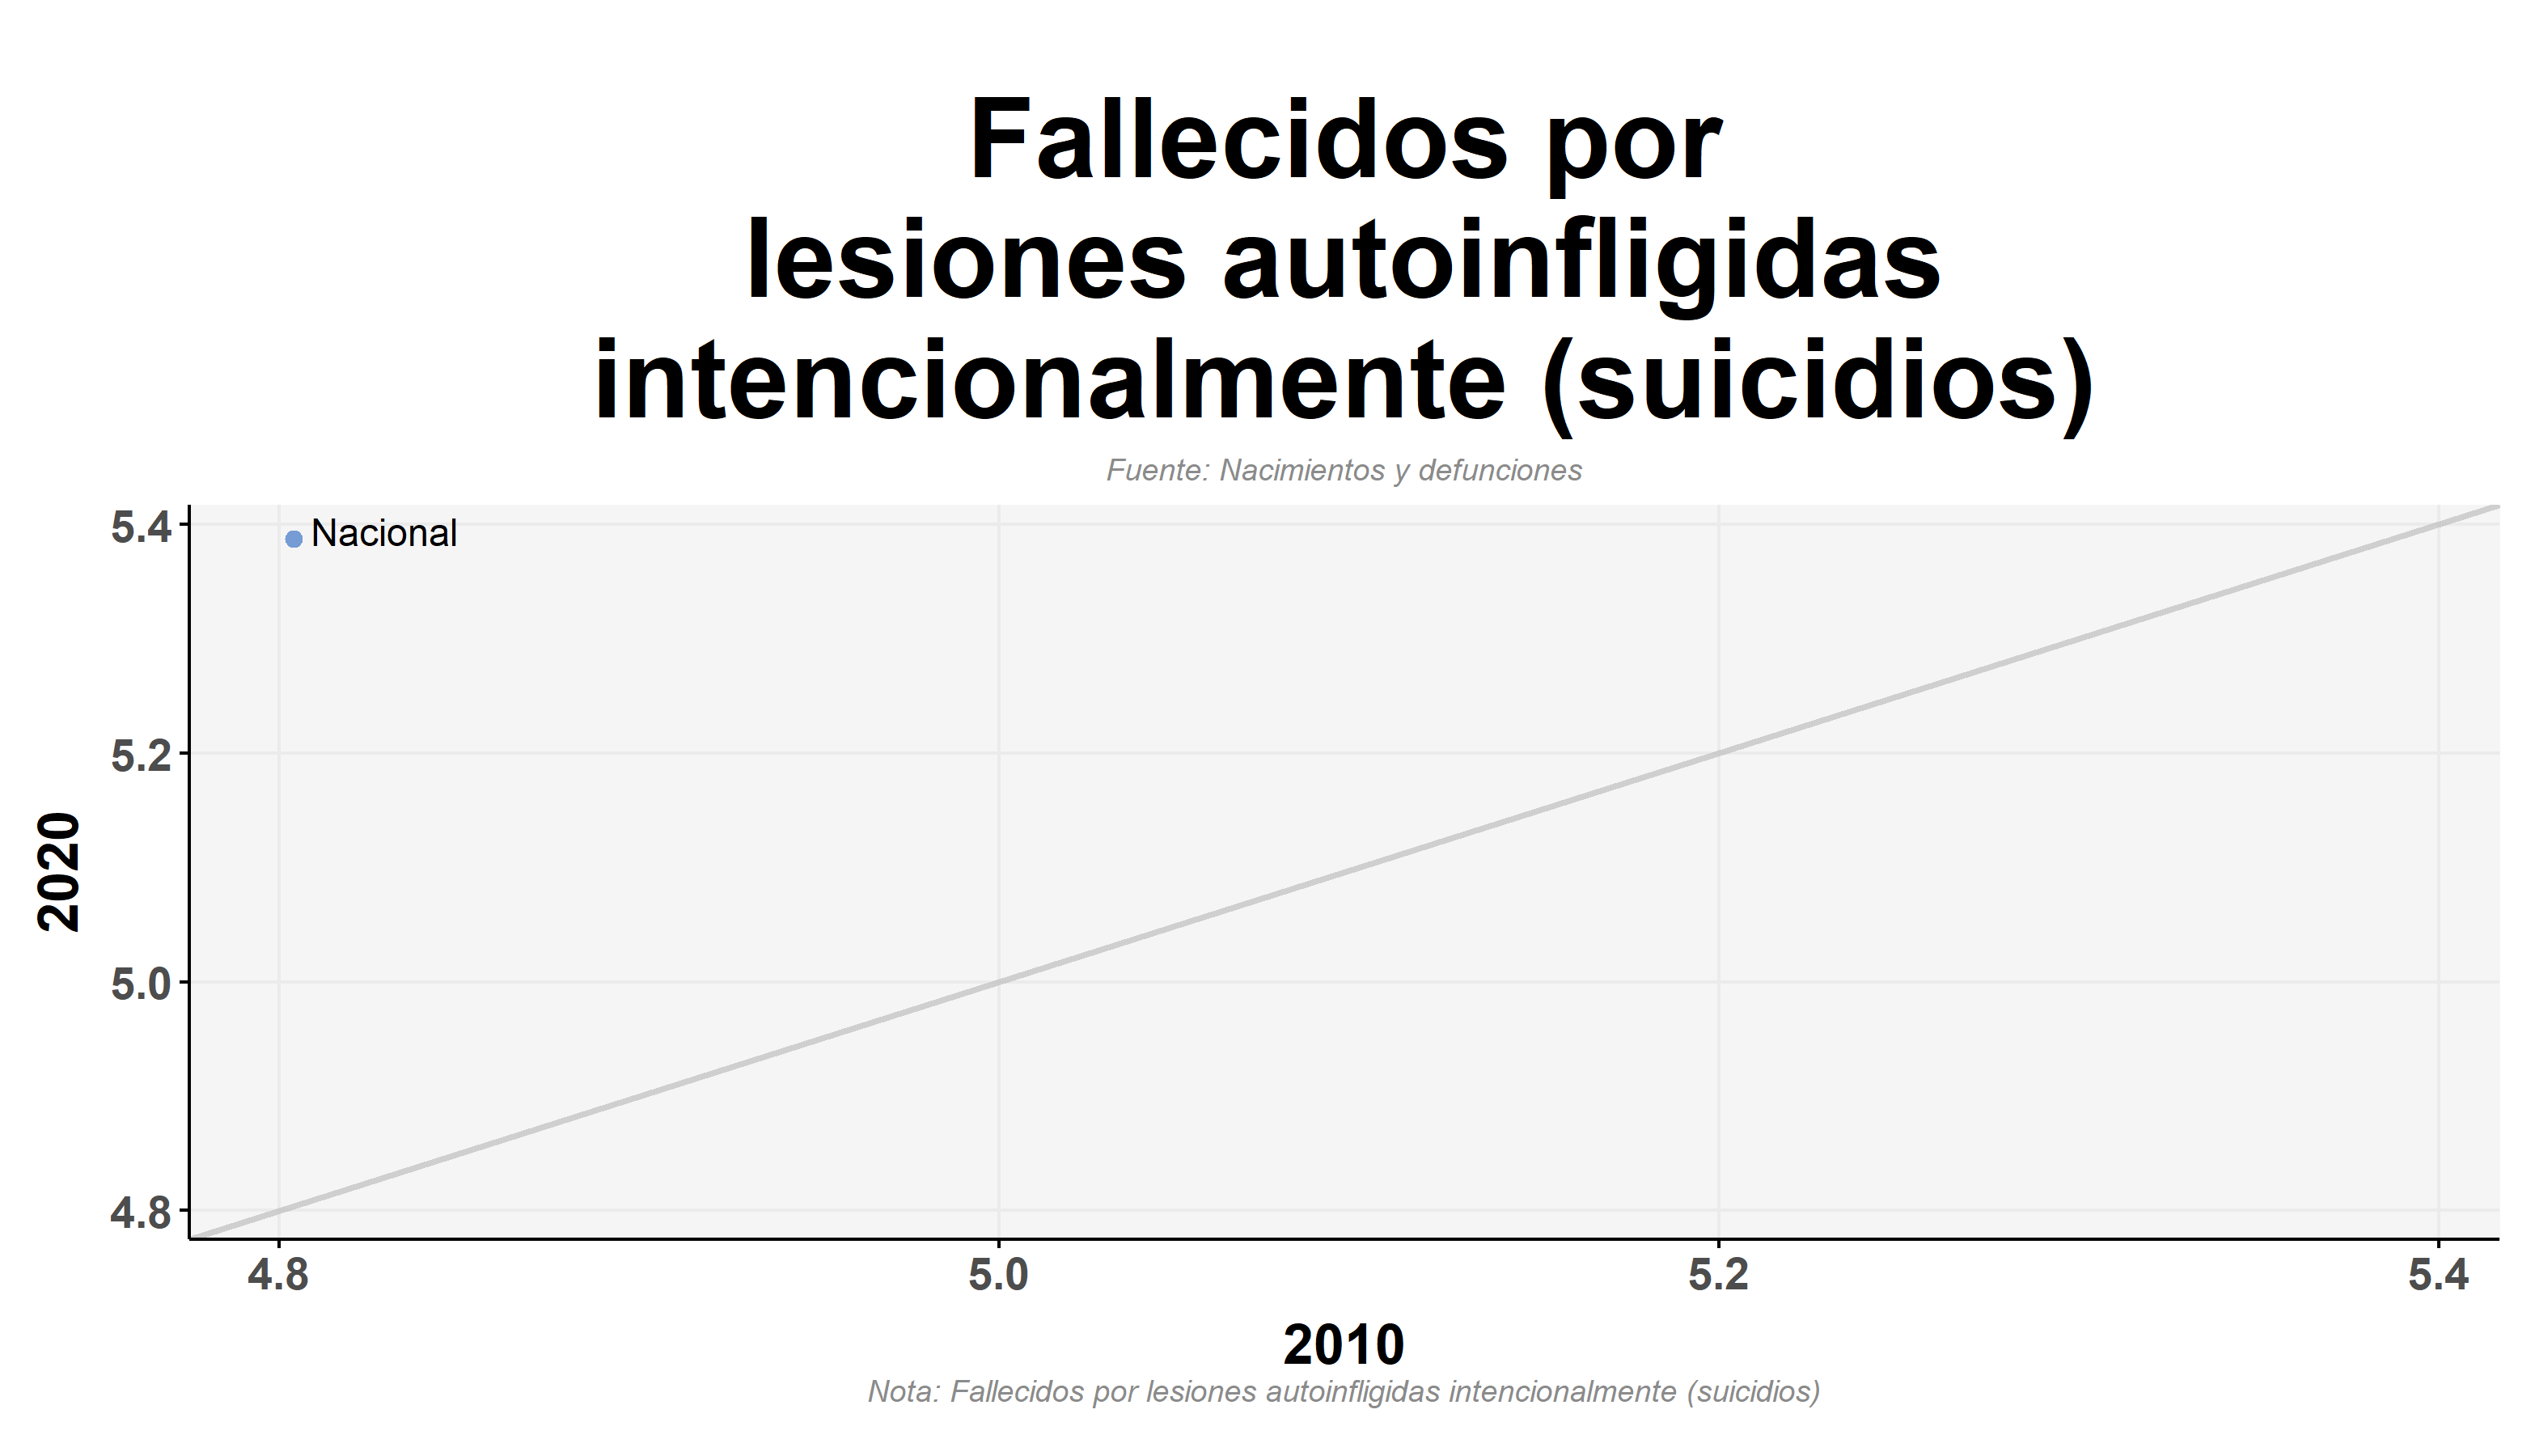 Fallecidos por
lesiones autoinfligidas
intencionalmente (suicidios)
Fuente: Nacimientos y defunciones
5.4
Nacional
5.2
5.0
4.8
2020
4.8 5.0 5.2 5.4
2010
Nota: Fallecidos por lesiones autoinfligidas intencionalmente (suicidios)